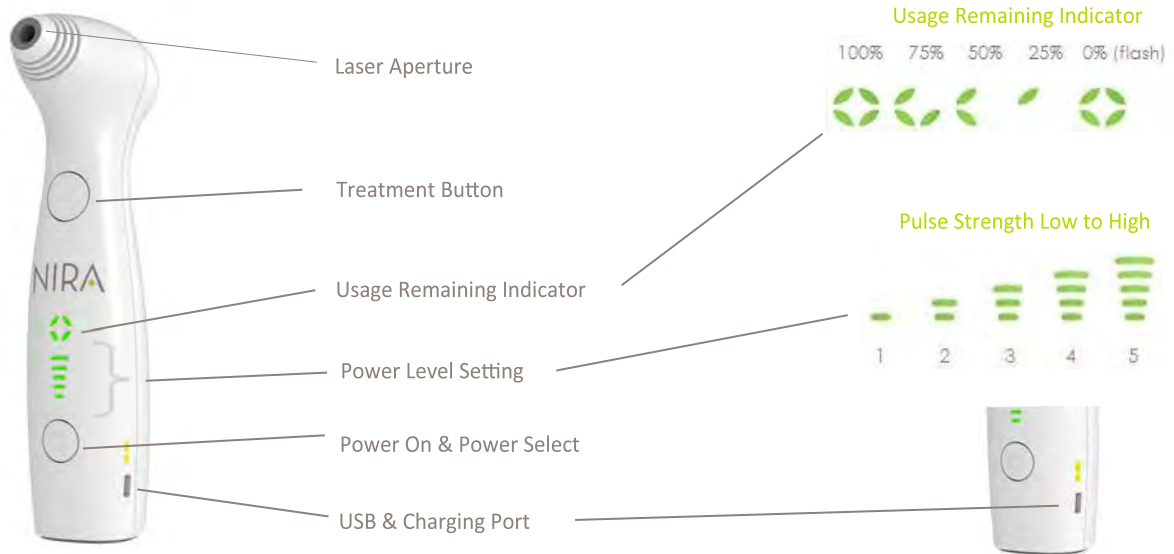 Usage Remaining Indicator
100% 75% 50% 25% 0% (flash)
Laser Aperture
Treatment Button
Pulse Strength Low to High
NIRA
Usage Remaining Indicator
1 2 3 4 5
Power Level Setting
Power On & Power Select
USB & Charging Port